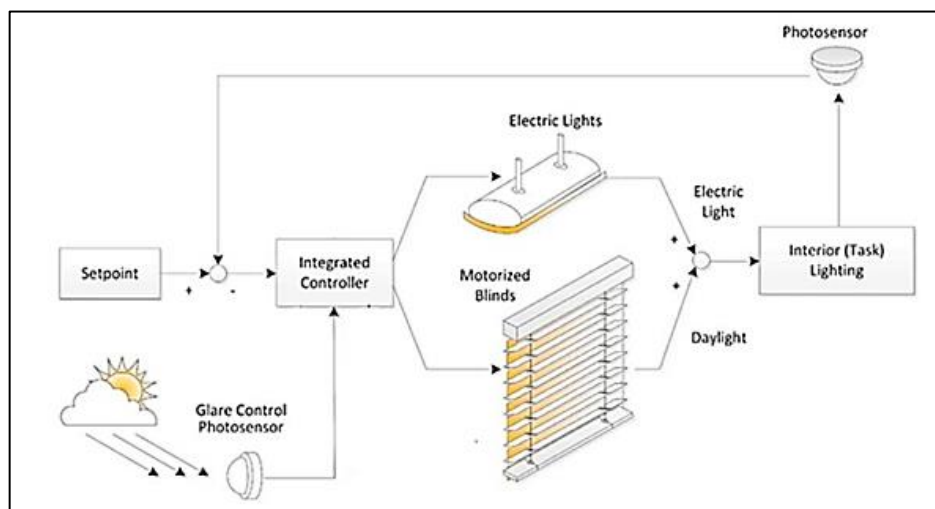 Photosensor
Electric Lights
Electric
Light
Setpoint
+
-
Integrated
Controller
Motorized
Blinds
+
+
Interior (Task)
Lighting
Daylight
Glare Control
Photosensor